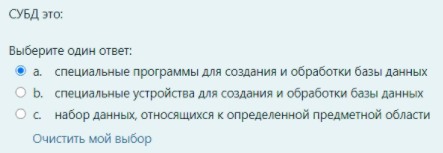 СУБД это:
Выберите один ответ:
a. специальные программы для создания и обработки базы данных
b. специальные устройства для создания и обработки базы данных
c. набор данных, относящихся к определенной предметной области
Очистить мой выбор